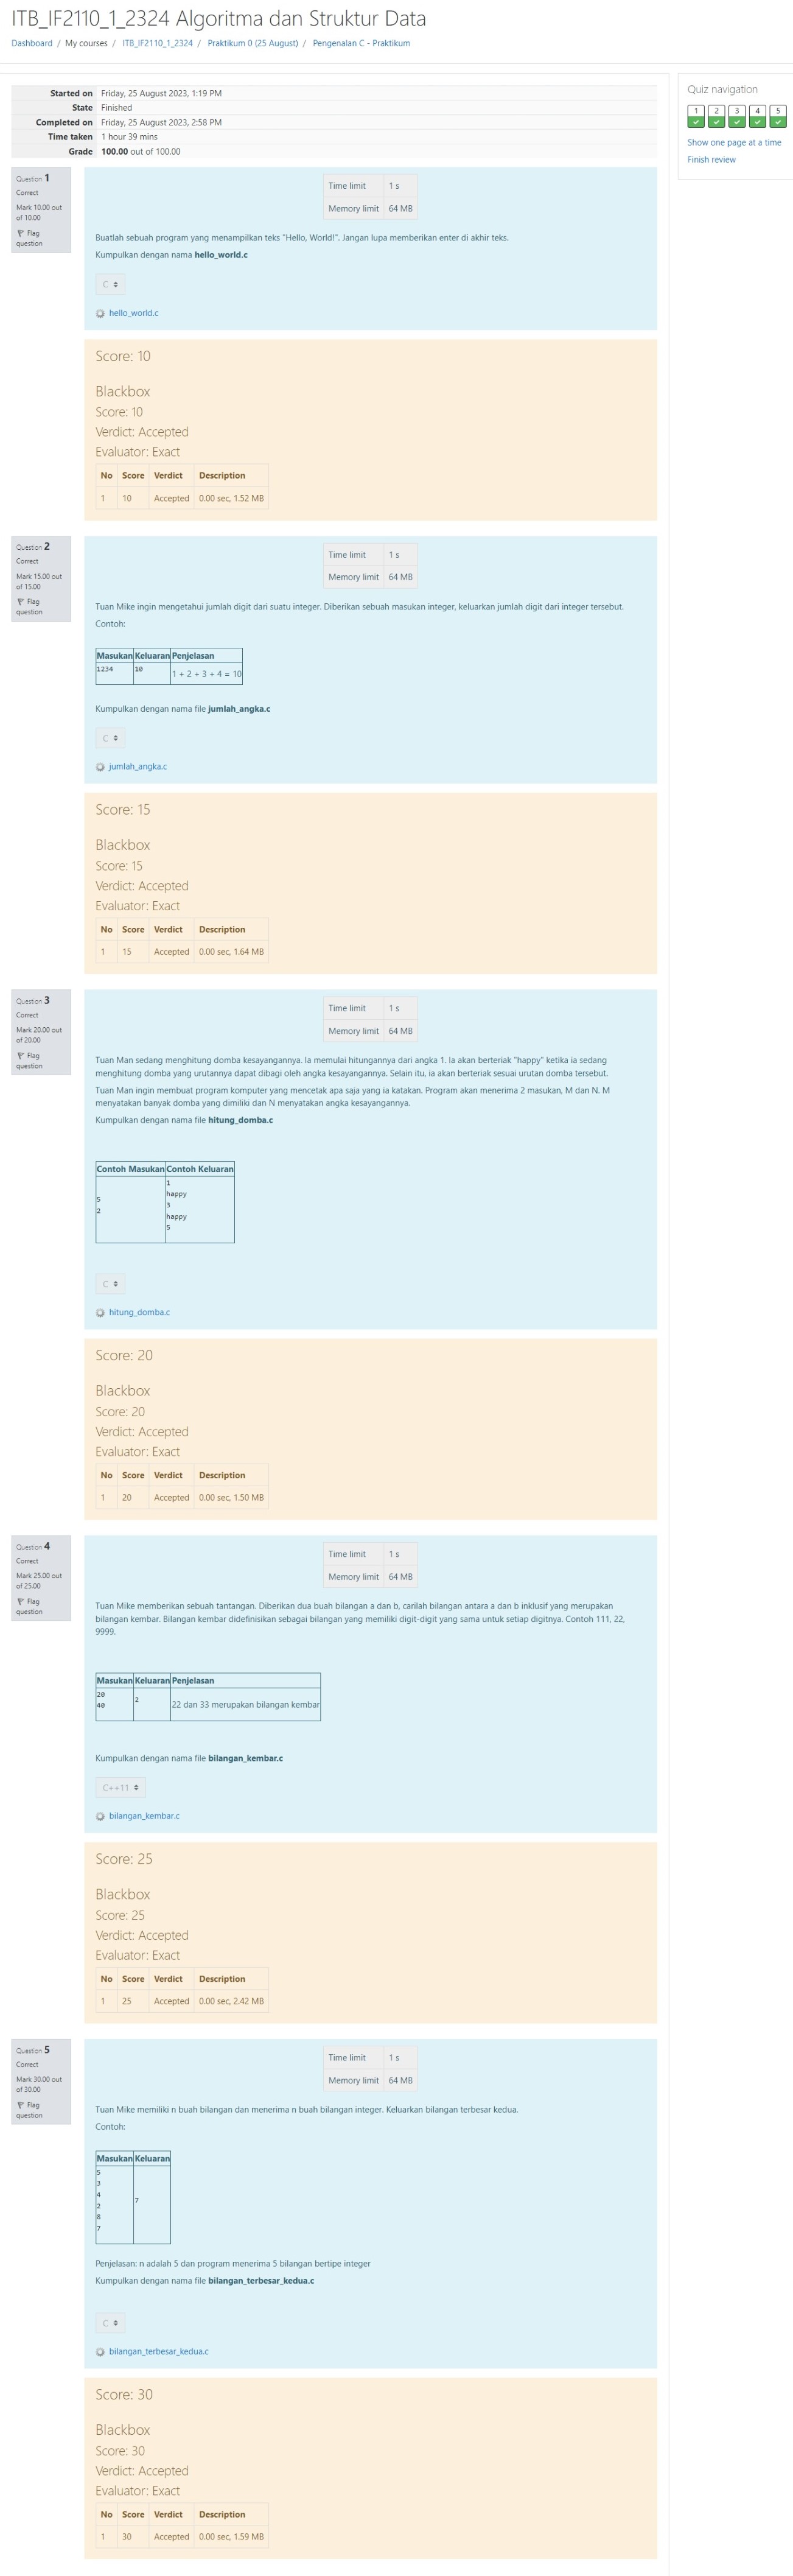 ITB_IF2110_1_2324 Algoritma dan Struktur Data
Dashboard / My courses / ITB_IF2110_1_2324 / Praktikum 0 (25 August) / Pengenalan C - Praktikum
Started on Friday, 25 August 2023, 1:19 PM
State Finished
Completed on Friday, 25 August 2023, 2:58 PM
Time taken 1 hour 39 mins
Grade 100.00 out of 100.00
Quiz navigation
1 2 3 4 5
Show one page at a time
Finish review
Question 1
Correct
Mark 10.00 out
of 10.00
Flag
question
Time limit 1 s
Memory limit 64 MB
Buatlah sebuah program yang menampilkan teks "Hello, World!". Jangan lupa memberikan enter di akhir teks.
Kumpulkan dengan nama hello_world.c
C
hello_world.c
Score: 10
Blackbox
Score: 10
Verdict: Accepted
Evaluator: Exact
No Score Verdict Description
1 10 Accepted 0.00 sec, 1.52 MB
Question 2
Correct
Mark 15.00 out
of 15.00
Flag
question
Time limit 1 s
Memory limit 64 MB
Tuan Mike ingin mengetahui jumlah digit dari suatu integer. Diberikan sebuah masukan integer, keluarkan jumlah digit dari integer tersebut.
Contoh:
Masukan Keluaran Penjelasan
1234 10 1 + 2 + 3 + 4 = 10
Kumpulkan dengan nama file jumlah_angka.c
C
jumlah_angka.c
Score: 15
Blackbox
Score: 15
Verdict: Accepted
Evaluator: Exact
No Score Verdict Description
1 15 Accepted 0.00 sec, 1.64 MB
Question 3
Correct
Mark 20.00 out
of 20.00
Flag
question
Time limit 1 s
Memory limit 64 MB
Tuan Man sedang menghitung domba kesayangannya. Ia memulai hitungannya dari angka 1. Ia akan berteriak "happy" ketika ia sedang
menghitung domba yang urutannya dapat dibagi oleh angka kesayangannya. Selain itu, ia akan berteriak sesuai urutan domba tersebut.
Tuan Man ingin membuat program komputer yang mencetak apa saja yang ia katakan. Program akan menerima 2 masukan, M dan N. M
menyatakan banyak domba yang dimiliki dan N menyatakan angka kesayangannya.
Kumpulkan dengan nama file hitung_domba.c
Contoh Masukan Contoh Keluaran
5
2
1
happy
3
happy
5
C
hitung_domba.c
Score: 20
Blackbox
Score: 20
Verdict: Accepted
Evaluator: Exact
No Score Verdict Description
1 20 Accepted 0.00 sec, 1.50 MB
Question 4
Correct
Mark 25.00 out
of 25.00
Flag
question
Time limit 1 s
Memory limit 64 MB
Tuan Mike memberikan sebuah tantangan. Diberikan dua buah bilangan a dan b, carilah bilangan antara a dan b inklusif yang merupakan
bilangan kembar. Bilangan kembar didefinisikan sebagai bilangan yang memiliki digit-digit yang sama untuk setiap digitnya. Contoh 111, 22,
9999.
Masukan Keluaran Penjelasan
20
40
2
22 dan 33 merupakan bilangan kembar
Kumpulkan dengan nama file bilangan_kembar.c
C++11
bilangan_kembar.c
Score: 25
Blackbox
Score: 25
Verdict: Accepted
Evaluator: Exact
No Score Verdict Description
1 25 Accepted 0.00 sec, 2.42 MB
Question 5
Correct
Mark 30.00 out
of 30.00
Flag
question
Time limit 1 s
Memory limit 64 MB
Tuan Mike memiliki n buah bilangan dan menerima n buah bilangan integer. Keluarkan bilangan terbesar kedua.
Contoh:
Masukan Keluaran
5
3
4
2
8
7
7
Penjelasan: n adalah 5 dan program menerima 5 bilangan bertipe integer
Kumpulkan dengan nama file bilangan_terbesar_kedua.c
C
bilangan_terbesar_kedua.c
Score: 30
Blackbox
Score: 30
Verdict: Accepted
Evaluator: Exact
No Score Verdict Description
1 30 Accepted 0.00 sec, 1.59 MB